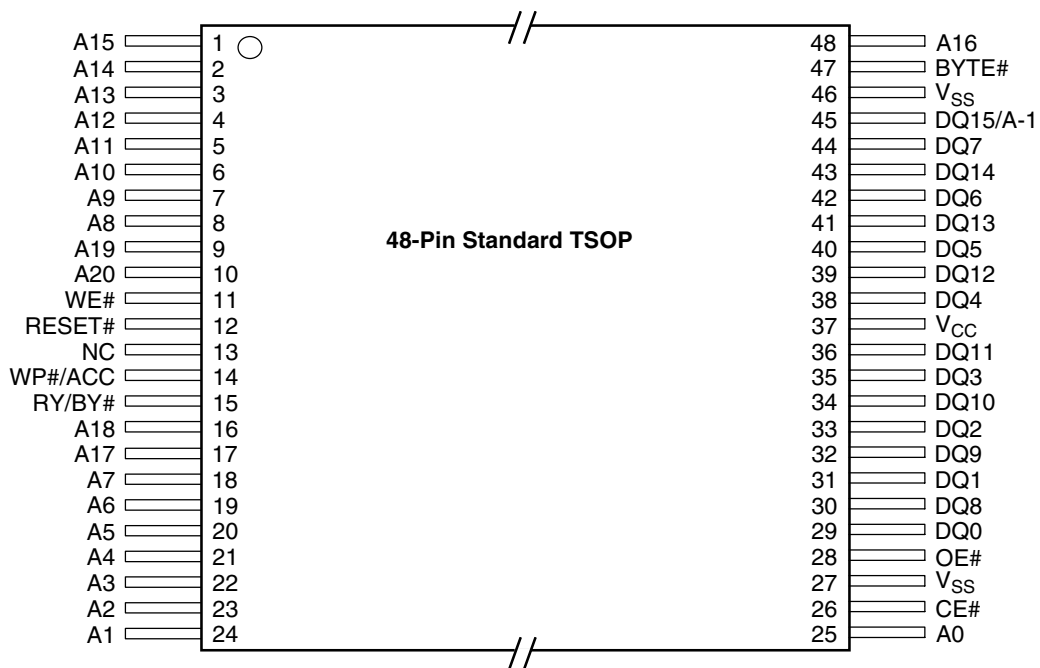 A15 1 48 A16
A14 2 47 BYTE#
A13 3 46 VSS
A12 4 45 DQ15/A-1
A11 5 44 DQ7
A10 6 43 DQ14
A9 7 42 DQ6
A8 8 41 DQ13
A19 9 40 DQ5
A20 10 39 DQ12
WE# 11 38 DQ4
RESET# 12 37 VCC
NC 13 36 DQ11
WP#/ACC 14 35 DQ3
RY/BY# 15 34 DQ10
A18 16 33 DQ2
A17 17 32 DQ9
A7 18 31 DQ1
A6 19 30 DQ8
A5 20 29 DQ0
A4 21 28 OE#
A3 22 27 VSS
A2 23 26 CE#
A1 24 25 A0
48-Pin Standard TSOP